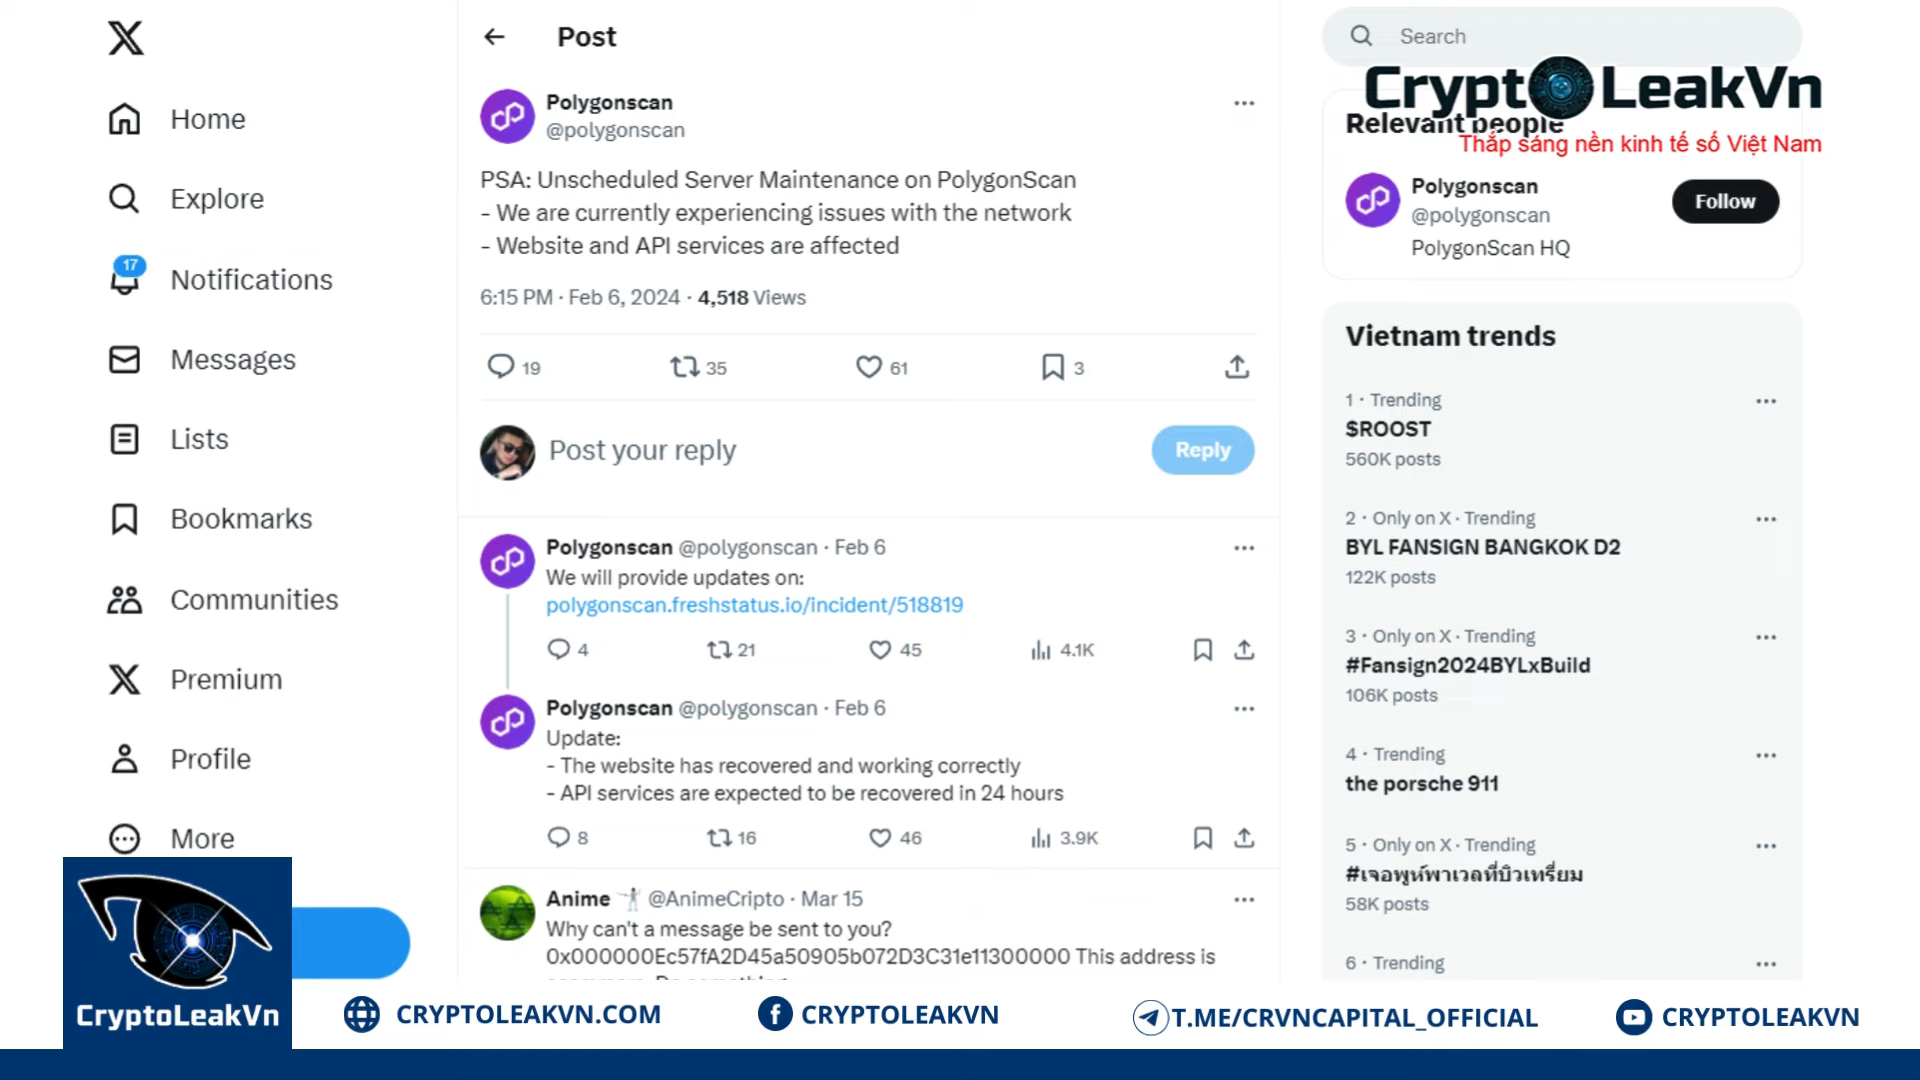 Home
Explore
17
Notifications
Messages
Lists
Bookmarks
Communities
Premium
Profile
More
Post
Polygonscan
@polygonscan
PSA: Unscheduled Server Maintenance on PolygonScan
- We are currently experiencing issues with the network
- Website and API services are affected
6:15 PM · Feb 6, 2024 · 4,518 Views
19 35 61 3
Post your reply
Reply
Polygonscan @polygonscan · Feb 6
We will provide updates on:
polygonscan.freshstatus.io/incident/518819
4 21 45 4.1K
Polygonscan @polygonscan · Feb 6
Update:
- The website has recovered and working correctly
- API services are expected to be recovered in 24 hours
8 16 46 3.9K
Anime @AnimeCripto · Mar 15
Why can't a message be sent to you?
0x000000Ec57fA2D45a50905b072D3C31e11300000 This address is
Search
CryptoLeakVn
Relevant people
Thắp sáng nền kinh tế số Việt Nam
Polygonscan
@polygonscan
Follow
PolygonScan HQ
Vietnam trends
1 · Trending
$ROOST
560K posts
2 · Only on X · Trending
BYL FANSIGN BANGKOK D2
122K posts
3 · Only on X · Trending
#Fansign2024BYLxBuild
106K posts
4 · Trending
the porsche 911
5 · Only on X · Trending
#เจอพูห์พาเวลที่บิวเทรี่ยม
58K posts
6 · Trending
CryptoLeakVn
CRYPTOLEAKVN.COM
CRYPTOLEAKVN
T.ME/CRVNCAPITAL_OFFICIAL
CRYPTOLEAKVN